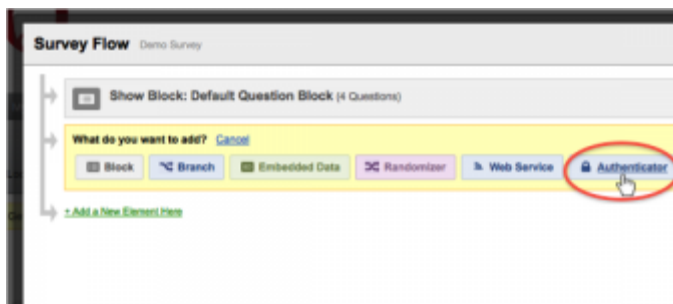 Survey Flow Demo Survey
Show Block: Default Question Block (4 Questions)
What do you want to add? Cancel
Block Branch Embedded Data Randomizer Web Service Authenticator
+ Add a New Element Here